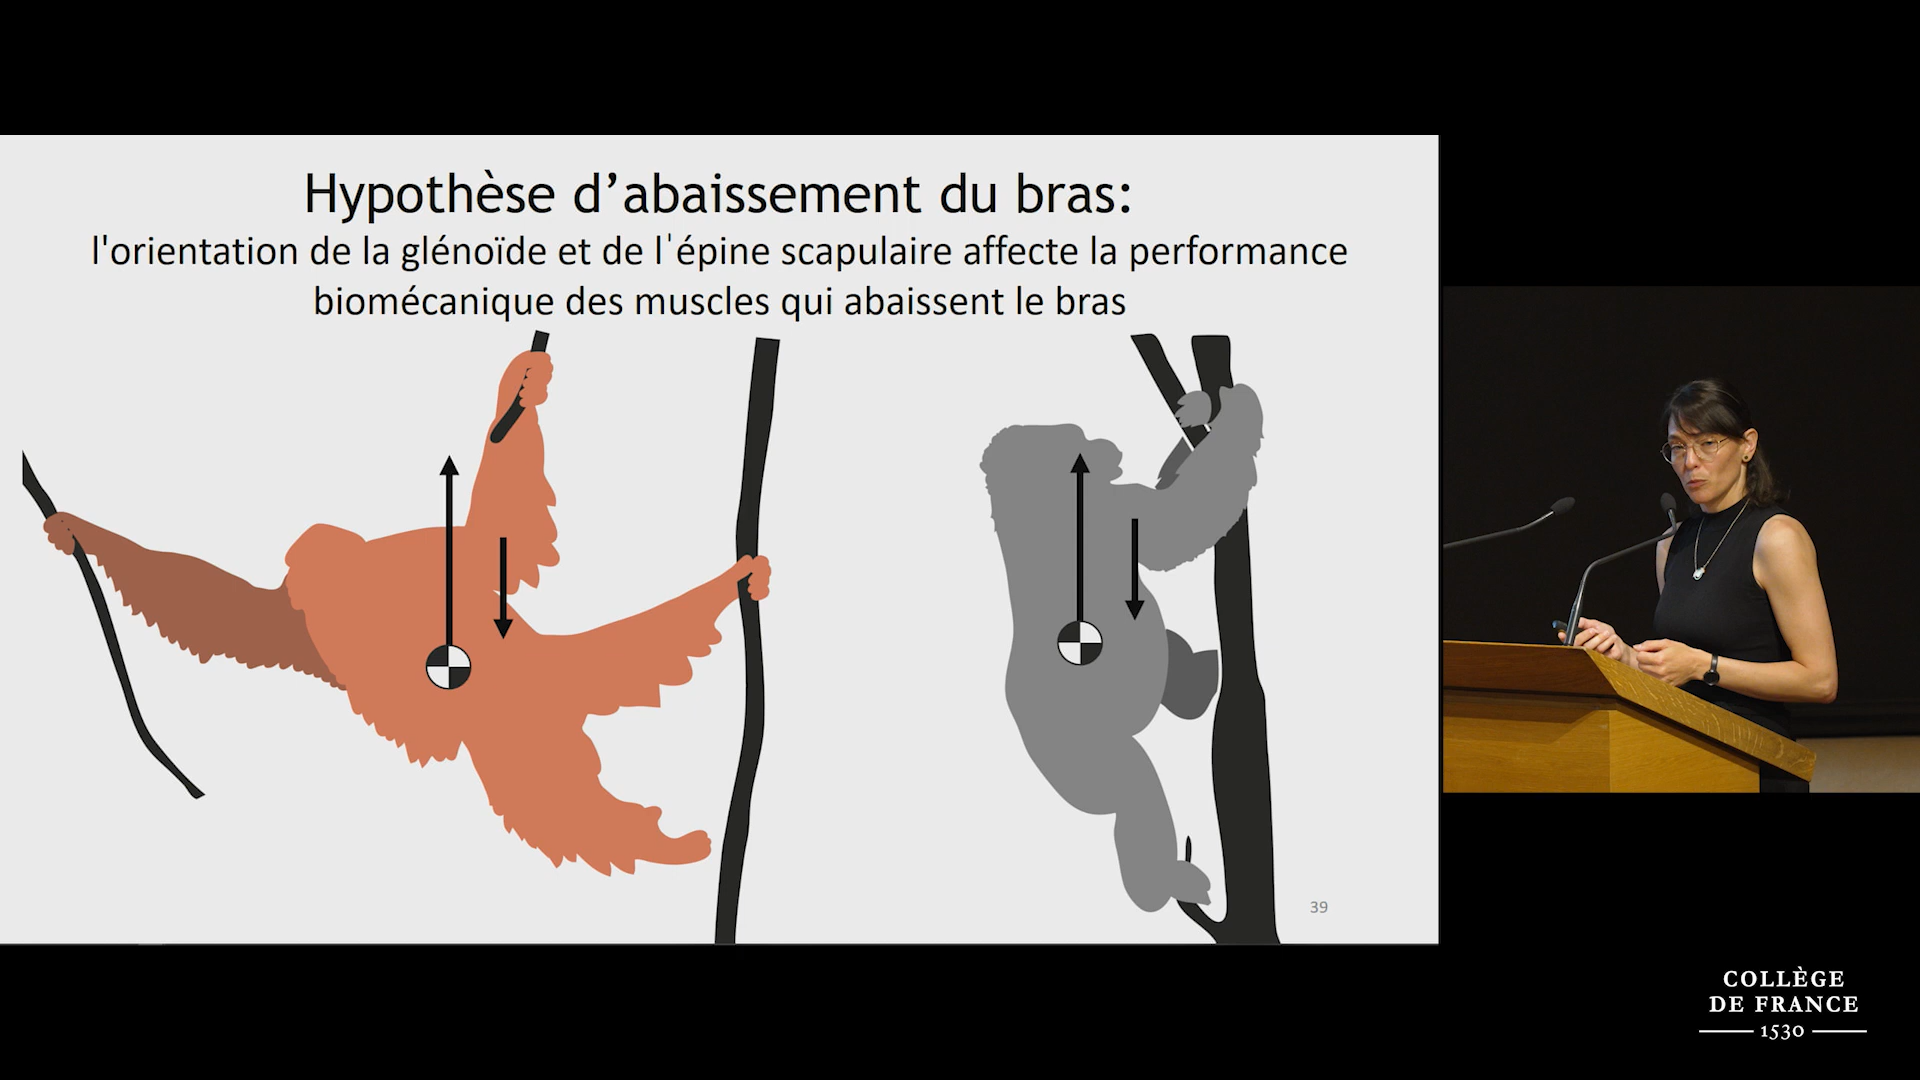 Hypothèse d’abaissement du bras:
l'orientation de la glénoïde et de l'épine scapulaire affecte la performance
biomécanique des muscles qui abaissent le bras
39
COLLÈGE
DE FRANCE
1530